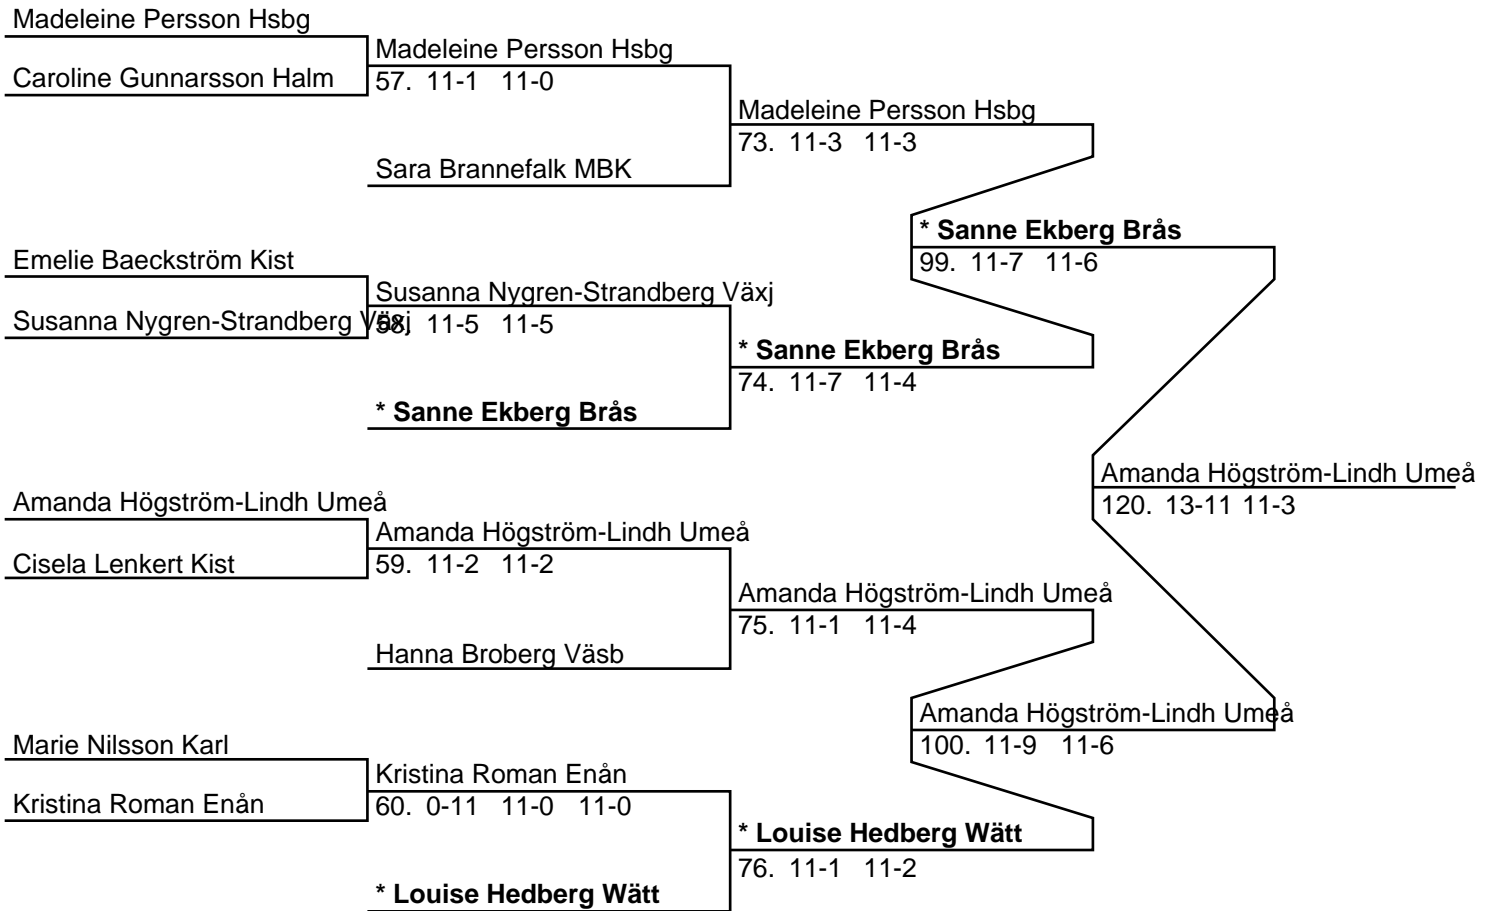 Madeleine Persson Hsbg
Madeleine Persson Hsbg
Caroline Gunnarsson Halm
57. 11-1 11-0
Madeleine Persson Hsbg
73. 11-3 11-3
Sara Brannefalk MBK
* Sanne Ekberg Brås
99. 11-7 11-6
Emelie Baeckström Kist
Susanna Nygren-Strandberg Växj
Susanna Nygren-Strandberg Växj
58. 11-5 11-5
* Sanne Ekberg Brås
74. 11-7 11-4
* Sanne Ekberg Brås
Amanda Högström-Lindh Umeå
120. 13-11 11-3
Amanda Högström-Lindh Umeå
Amanda Högström-Lindh Umeå
Cisela Lenkert Kist
59. 11-2 11-2
Amanda Högström-Lindh Umeå
75. 11-1 11-4
Hanna Broberg Väsb
Amanda Högström-Lindh Umeå
100. 11-9 11-6
Marie Nilsson Karl
Kristina Roman Enån
Kristina Roman Enån
60. 0-11 11-0 11-0
* Louise Hedberg Wätt
76. 11-1 11-2
* Louise Hedberg Wätt